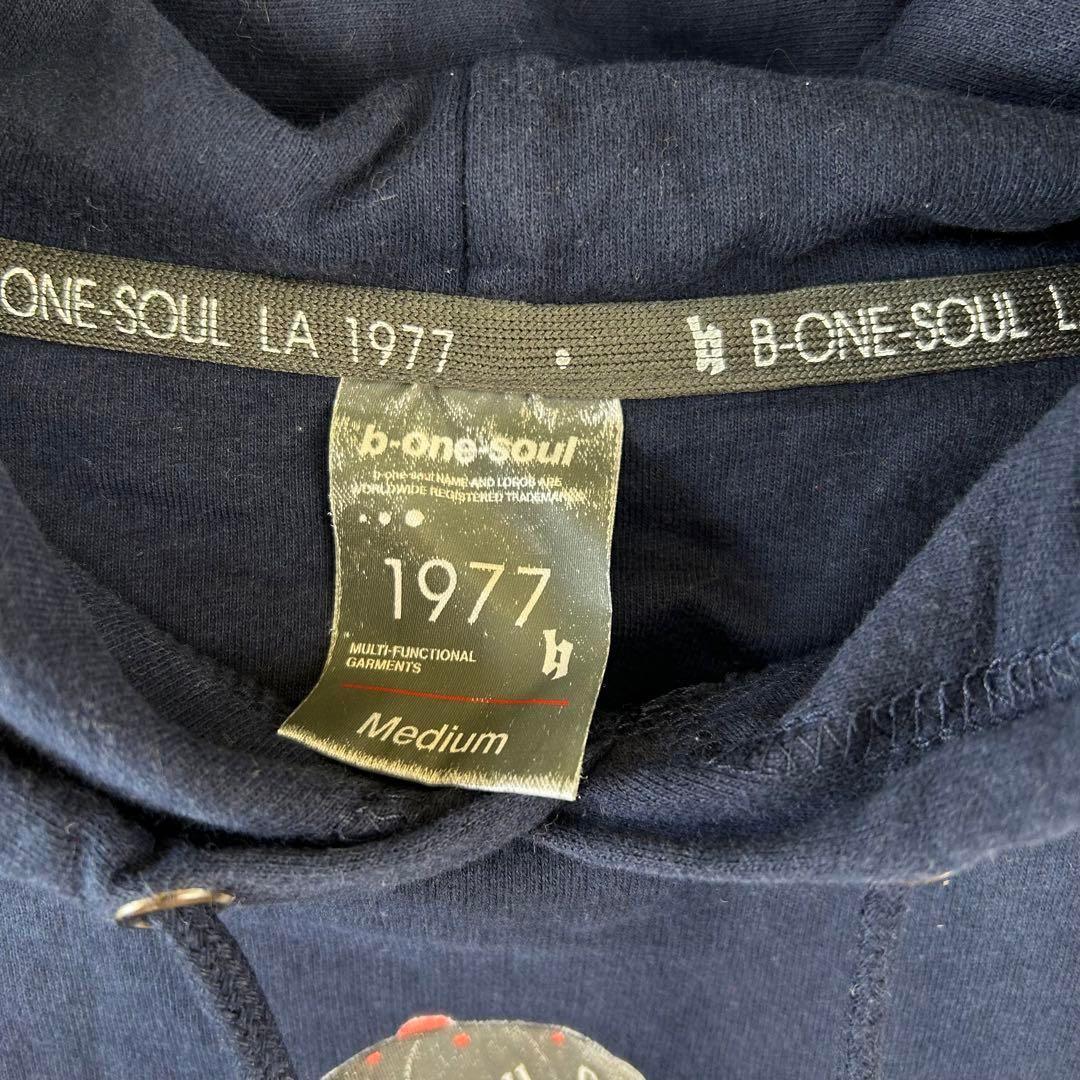 ONE-SOUL LA 1977 • B-ONE-SOUL L
b-one-soul
b-one-soul NAME AND LOGOS ARE
WORLDWIDE REGISTERED TRADEMARKS
1977
MULTI-FUNCTIONAL
GARMENTS
Medium